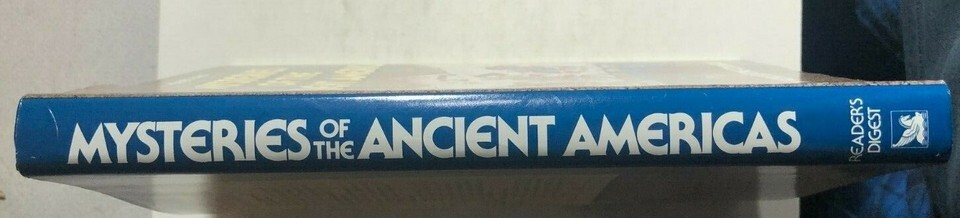 MYSTERIES OF THE ANCIENT AMERICAS
READER'S
DIGEST